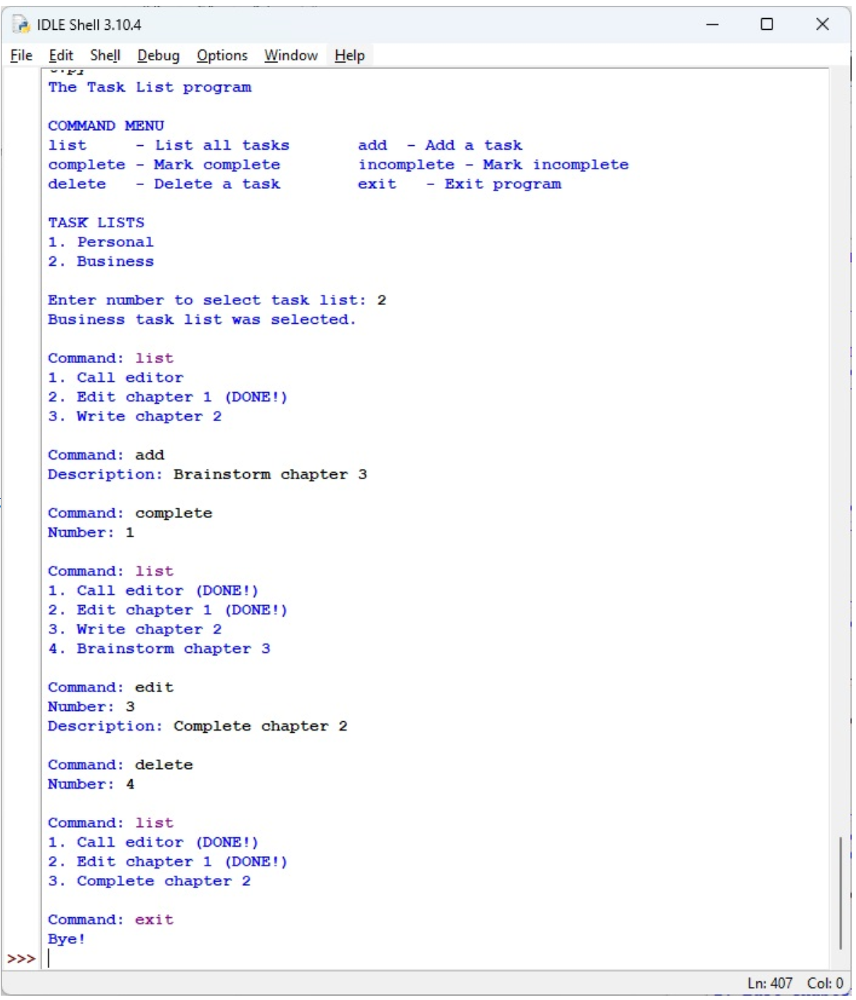 IDLE Shell 3.10.4
File Edit Shell Debug Options Window Help
The Task List program
COMMAND MENU
list - List all tasks add - Add a task
complete - Mark complete incomplete - Mark incomplete
delete - Delete a task exit - Exit program
TASK LISTS
1. Personal
2. Business
Enter number to select task list: 2
Business task list was selected.
Command: list
1. Call editor
2. Edit chapter 1 (DONE!)
3. Write chapter 2
Command: add
Description: Brainstorm chapter 3
Command: complete
Number: 1
Command: list
1. Call editor (DONE!)
2. Edit chapter 1 (DONE!)
3. Write chapter 2
4. Brainstorm chapter 3
Command: edit
Number: 3
Description: Complete chapter 2
Command: delete
Number: 4
Command: list
1. Call editor (DONE!)
2. Edit chapter 1 (DONE!)
3. Complete chapter 2
Command: exit
Bye!
>>>
Ln: 407 Col: 0